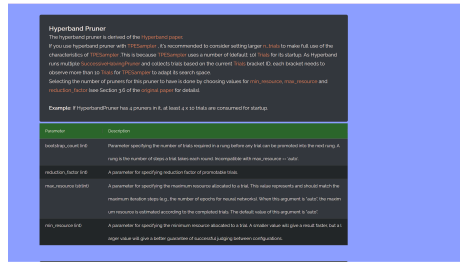 Hyperband Pruner
The hyperband pruner is derived of the Hyperband paper.
If you use hyperband pruner with TPESampler , it's recommended to consider setting larger n_trials to make full use of the
characteristics of TPESampler .This is because TPESampler uses a number of (default: 10) Trials for its startup. As Hyperband
runs multiple SuccessiveHalvingPruner and collects trials based on the current Trials bracket ID, each bracket needs to
observe more than 10 Trials for TPESampler to adapt its search space.
Selecting the number of pruners for this pruner to have is done by choosing values for min_resource, max_resource and
reduction_factor (see Section 3.6 of the original paper for details).
Example: If HyperbandPruner has 4 pruners in it, at least 4 x 10 trials are consumed for startup.
Parameter Description
bootstrap_count (int) Parameter specifying the number of trials required in a rung before any trial can be promoted into the next rung. A
rung is the number of steps a trial takes each round. Incompatible with max_resource == 'auto'
reduction_factor (int) A parameter for specifying reduction factor of promotable trials.
max_resource (str|int) A parameter for specifying the maximum resource allocated to a trial. This value represents and should match the
maximum iteration steps (e.g., the number of epochs for neural networks). When this argument is "auto", the maxim
um resource is estimated according to the completed trials. The default value of this argument is "auto".
min_resource (int) A parameter for specifying the minimum resource allocated to a trial. A smaller value will give a result faster, but a l
arger value will give a better guarantee of successful judging between configurations.